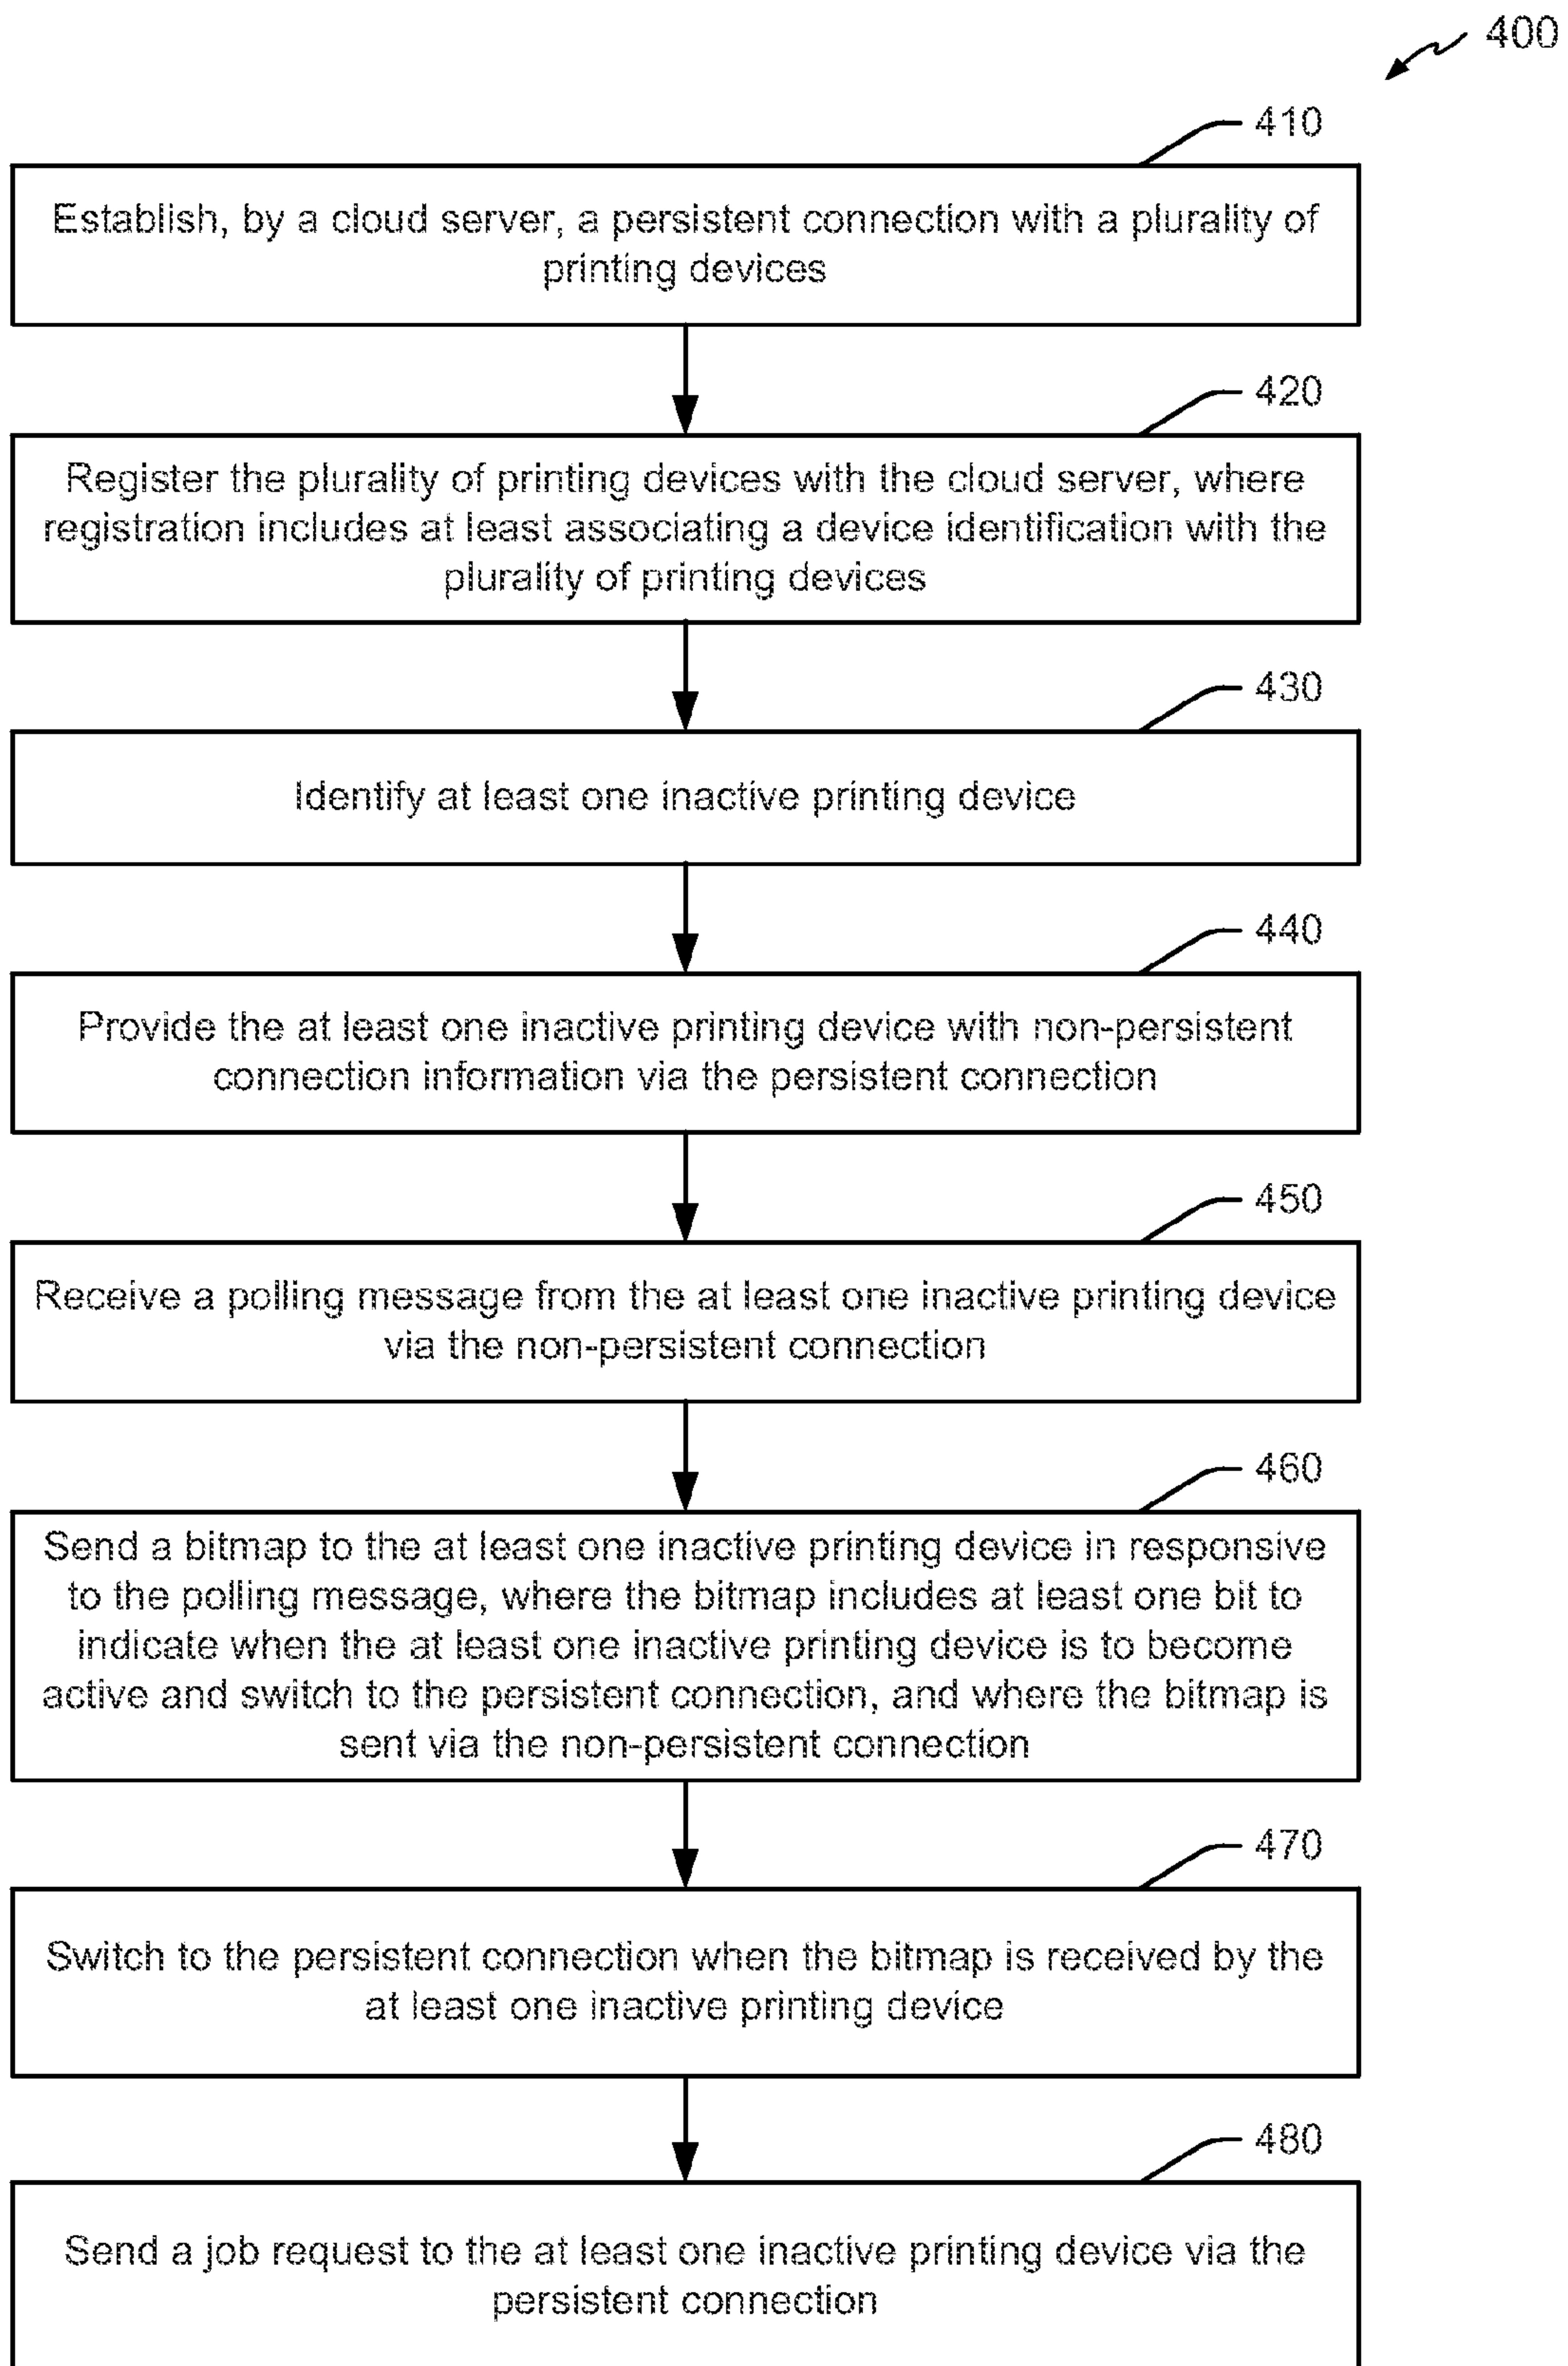 400
410
Establish, by a cloud server, a persistent connection with a plurality of
printing devices
420
Register the plurality of printing devices with the cloud server, where
registration includes at least associating a device identification with the
plurality of printing devices
430
Identify at least one inactive printing device
440
Provide the at least one inactive printing device with non-persistent
connection information via the persistent connection
450
Receive a polling message from the at least one inactive printing device
via the non-persistent connection
460
Send a bitmap to the at least one inactive printing device in responsive
to the polling message, where the bitmap includes at least one bit to
indicate when the at least one inactive printing device is to become
active and switch to the persistent connection, and where the bitmap is
sent via the non-persistent connection
470
Switch to the persistent connection when the bitmap is received by the
at least one inactive printing device
480
Send a job request to the at least one inactive printing device via the
persistent connection